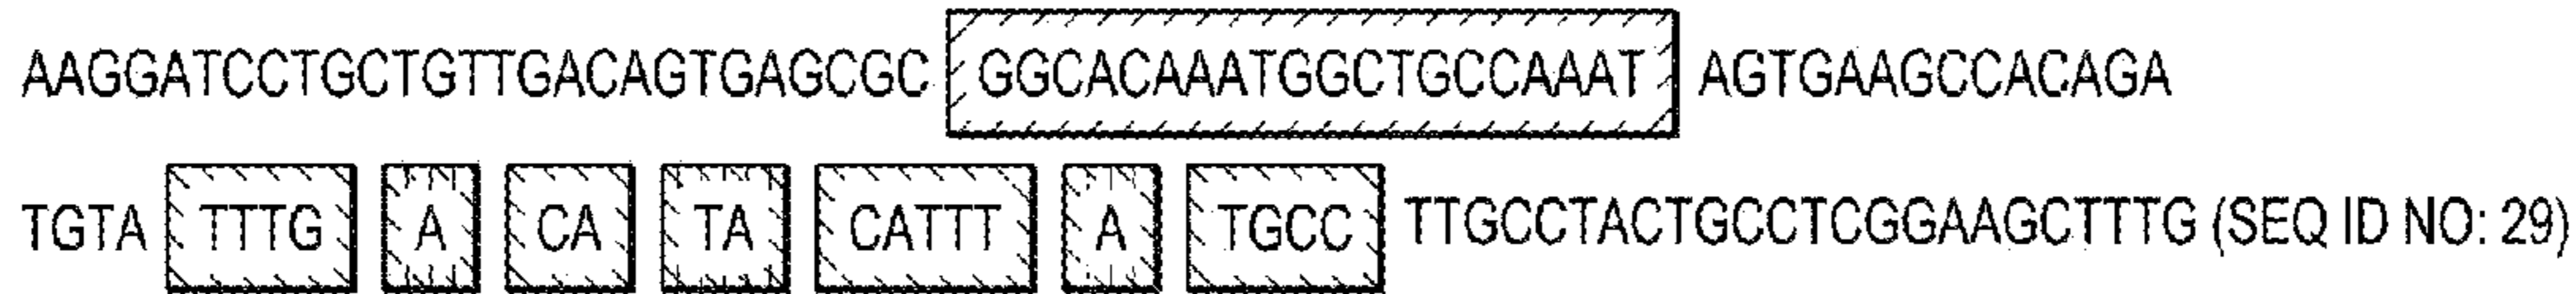 AAGGATCCTGCTGTTGACAGTGAGCGC GGCACAAATGGCTGCCAAAT AGTGAAGCCACAGA
TGTA TTTG A CA TA CATTT A TGCC TTGCCTACTGCCTCGGAAGCTTTG (SEQ ID NO: 29)